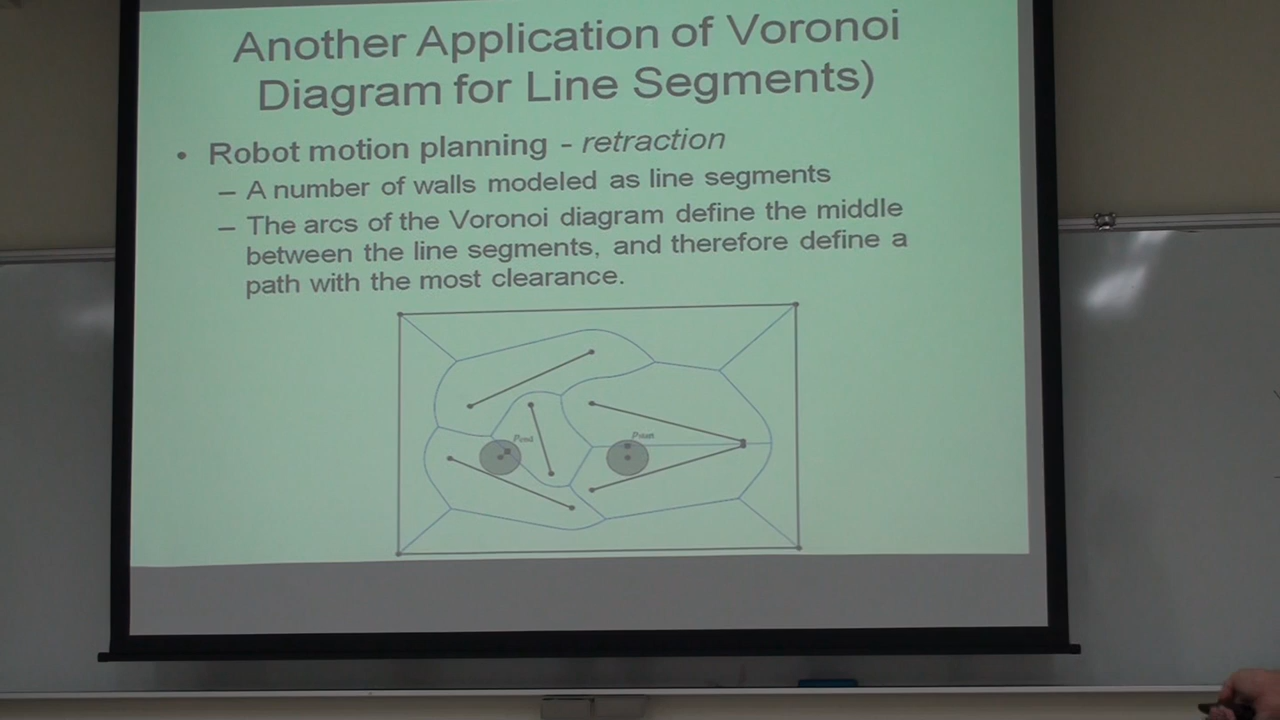 Another Application of Voronoi
Diagram for Line Segments)
• Robot motion planning - retraction
– A number of walls modeled as line segments
– The arcs of the Voronoi diagram define the middle
between the line segments, and therefore define a
path with the most clearance.
Pend
Pstart